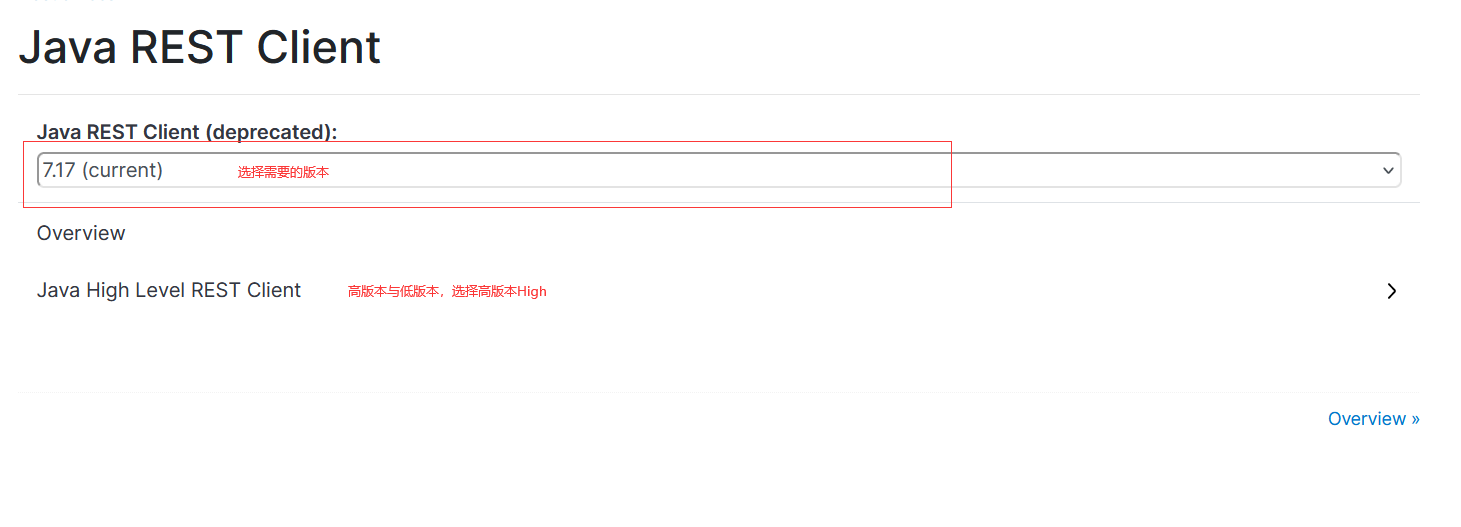 Java REST Client
Java REST Client (deprecated):
7.17 (current) 选择需要的版本
Overview
Java High Level REST Client 高版本与低版本，选择高版本High
Overview »